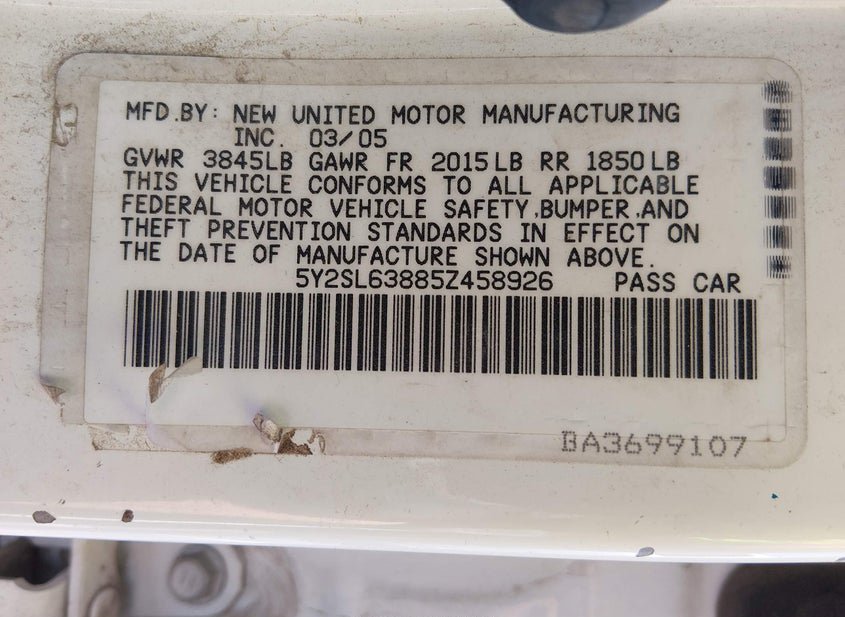 MFD.BY: NEW UNITED MOTOR MANUFACTURING
INC. 03/05
GVWR 3845LB GAWR FR 2015LB RR 1850LB
THIS VEHICLE CONFORMS TO ALL APPLICABLE
FEDERAL MOTOR VEHICLE SAFETY,BUMPER,AND
THEFT PREVENTION STANDARDS IN EFFECT ON
THE DATE OF MANUFACTURE SHOWN ABOVE.
5Y2SL63885Z458926 PASS CAR
BA3699107